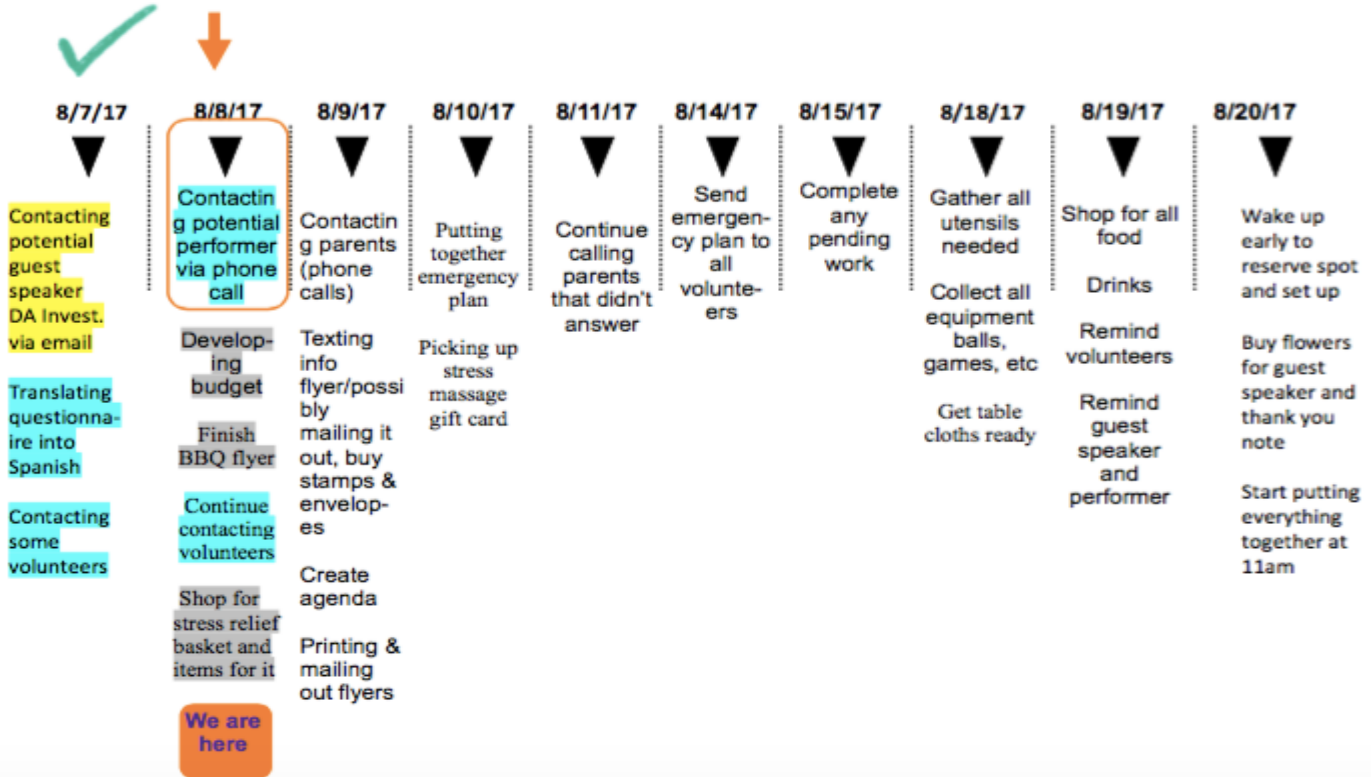 8/7/17
8/8/17
8/9/17
8/10/17
8/11/17
8/14/17
8/15/17
8/18/17
8/19/17
8/20/17
Contacting
potential
guest
speaker
DA Invest.
via email
Translating
questionna-
ire into
Spanish
Contacting
some
volunteers
Contactin
g potential
performer
via phone
call
Develop-
ing
budget
Finish
BBQ flyer
Continue
contacting
volunteers
Shop for
stress relief
basket and
items for it
We are
here
Contactin
g parents
(phone
calls)
Texting
info
flyer/possi
bly
mailing it
out, buy
stamps &
envelop-
es
Create
agenda
Printing &
mailing
out flyers
Putting
together
emergency
plan
Picking up
stress
massage
gift card
Continue
calling
parents
that didn't
answer
Send
emergen-
cy plan to
all
volunte-
ers
Complete
any
pending
work
Gather all
utensils
needed
Collect all
equipment
balls,
games, etc
Get table
cloths ready
Shop for all
food
Drinks
Remind
volunteers
Remind
guest
speaker
and
performer
Wake up
early to
reserve spot
and set up
Buy flowers
for guest
speaker and
thank you
note
Start putting
everything
together at
11am